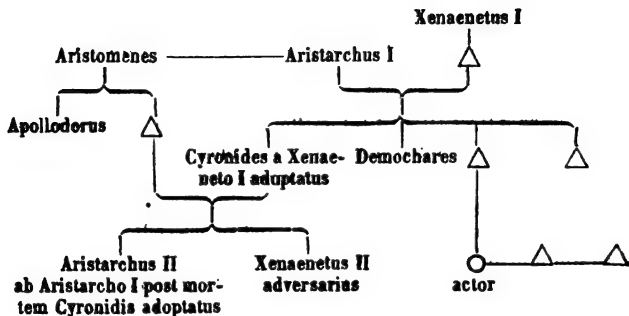 Xenaenetus I
Aristomenes
Aristarchus I
Apollodorus
Cyronides a Xenae-
neto I aduptatus
Demochares
Aristarchus II
ab Aristarcho I post mor-
tem Cyronidis adoptatus
Xenaenetus II
adversarius
actor